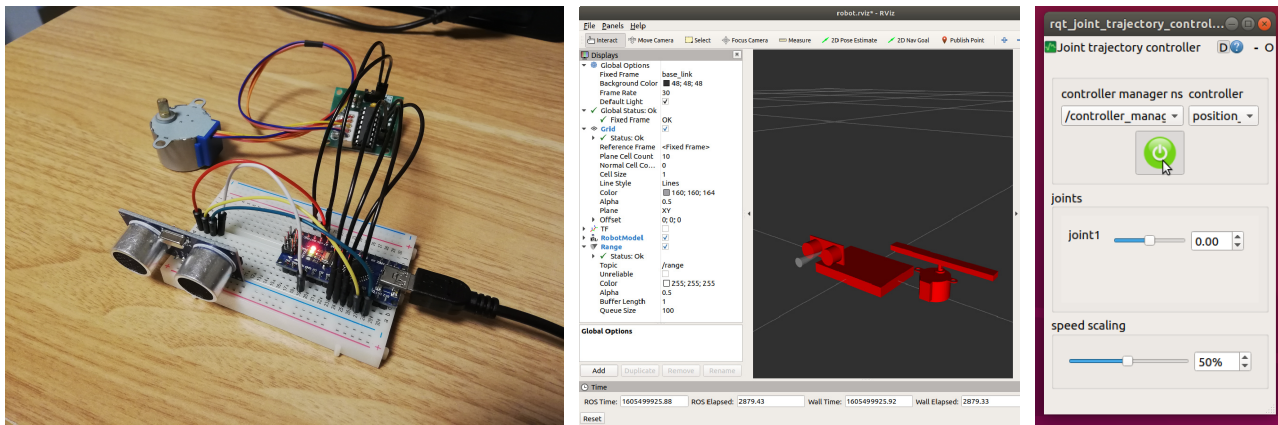 robot.rviz* - RViz
File Panels Help
Interact Move Camera Select Focus Camera Measure 2D Pose Estimate 2D Nav Goal Publish Point
Displays
Global Options
Fixed Frame base_link
Background Color 48; 48; 48
Frame Rate 30
Default Light
Global Status: Ok
Fixed Frame OK
Grid
Status: Ok
Reference Frame <Fixed Frame>
Plane Cell Count 10
Normal Cell Co... 0
Cell Size 1
Line Style Lines
Color 160; 160; 164
Alpha 0.5
Plane XY
Offset 0; 0; 0
TF
RobotModel
Range
Status: Ok
Topic /range
Unreliable
Color 255; 255; 255
Alpha 0.5
Buffer Length 1
Queue Size 100
Global Options
Add Duplicate Remove Rename
Time
ROS Time: 1605499925.88 ROS Elapsed: 2879.43 Wall Time: 1605499925.92 Wall Elapsed: 2879.33
Reset
rqt_joint_trajectory_control...
Joint trajectory controller D - O
controller manager ns controller
/controller_manag position_
joints
joint1 0.00
speed scaling
50%